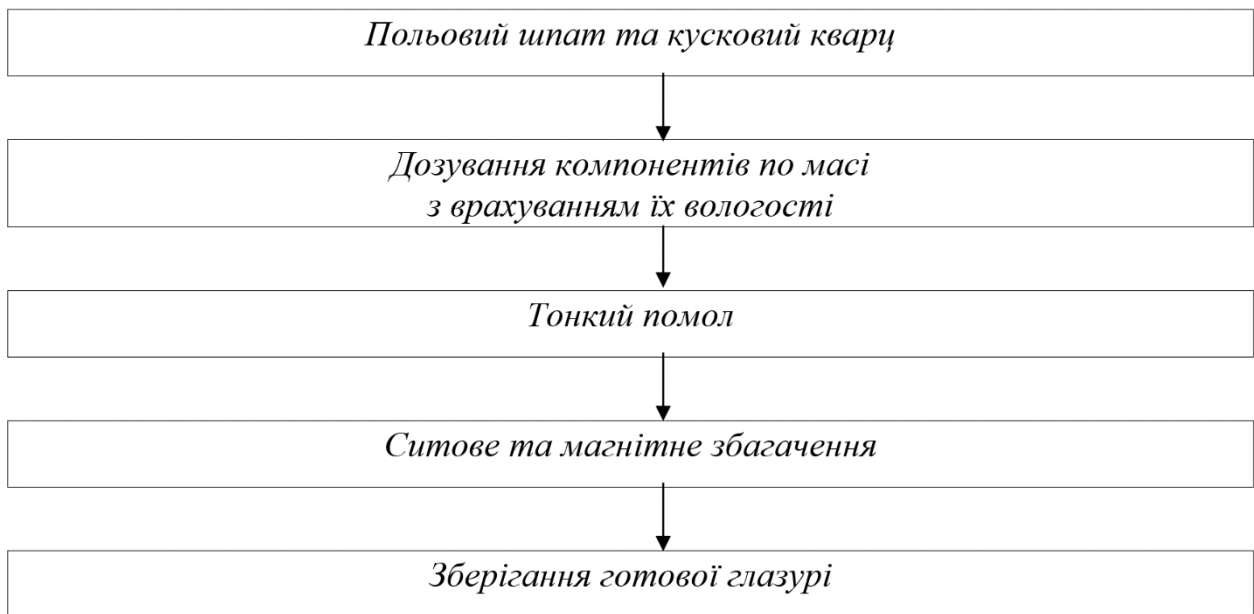 Польовий шпат та кусковий кварц
Дозування компонентів по масі
з врахуванням їх вологості
Тонкий помол
Ситове та магнітне збагачення
Зберігання готової глазурі